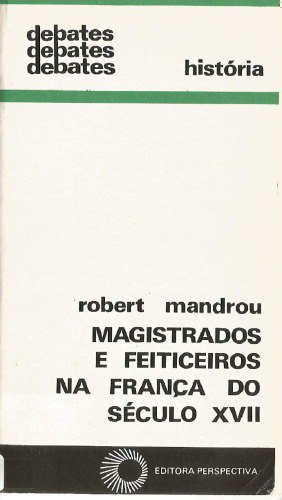 debates
debates
debates história
robert mandrou
MAGISTRADOS
E FEITICEIROS
NA FRANÇA DO
SÉCULO XVII
EDITORA PERSPECTIVA